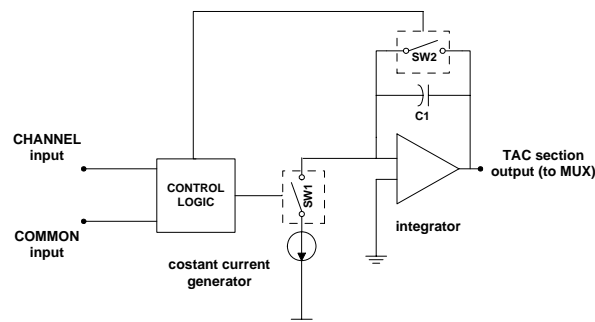 SW2
C1
CHANNEL
input
TAC section
output (to MUX)
CONTROL
LOGIC
SW1
integrator
COMMON
input
costant current
generator